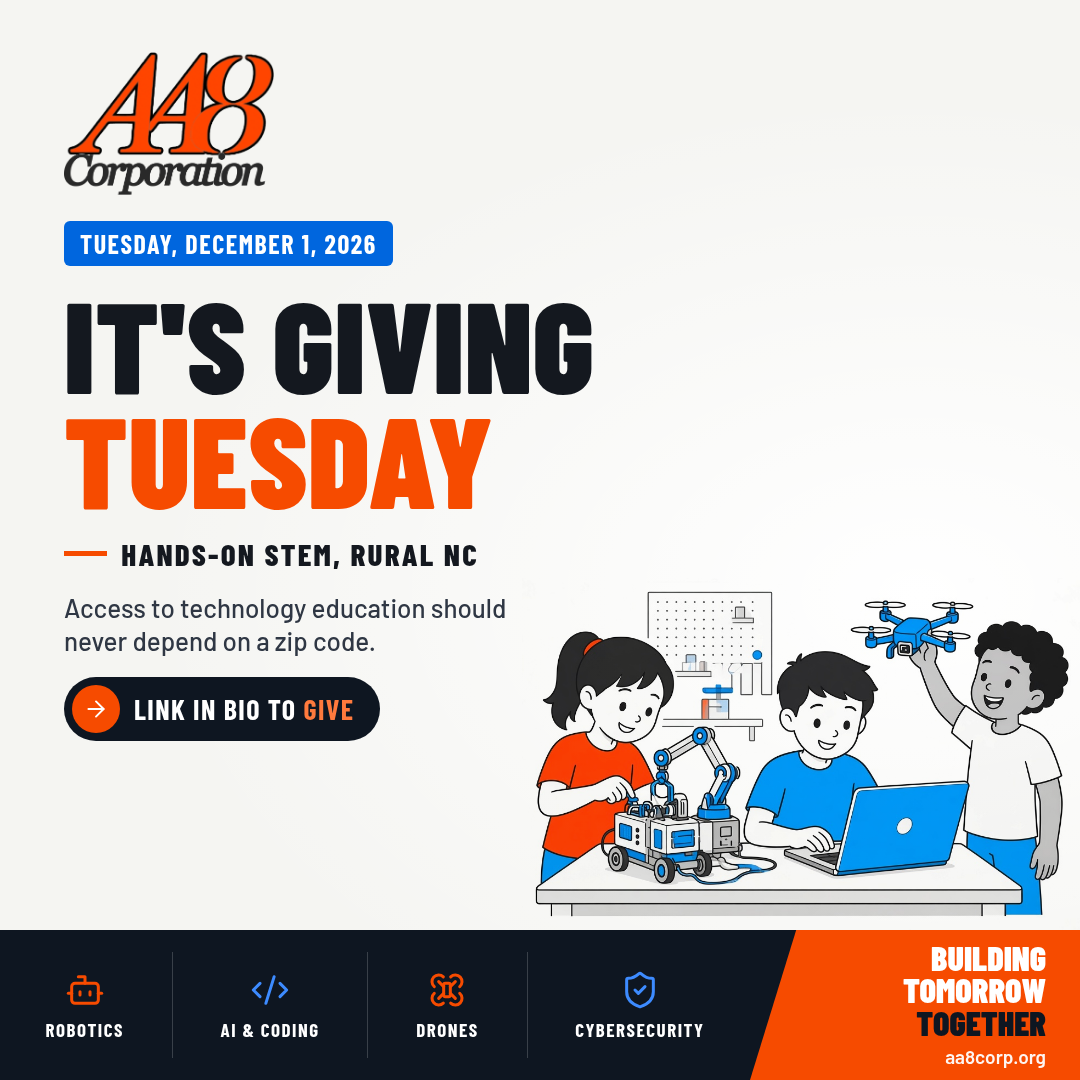 AA8
Corporation
TUESDAY, DECEMBER 1, 2026
IT'S GIVING
TUESDAY
HANDS-ON STEM, RURAL NC
Access to technology education should
never depend on a zip code.
LINK IN BIO TO GIVE
ROBOTICS
AI & CODING
DRONES
CYBERSECURITY
BUILDING
TOMORROW
TOGETHER
aa8corp.org